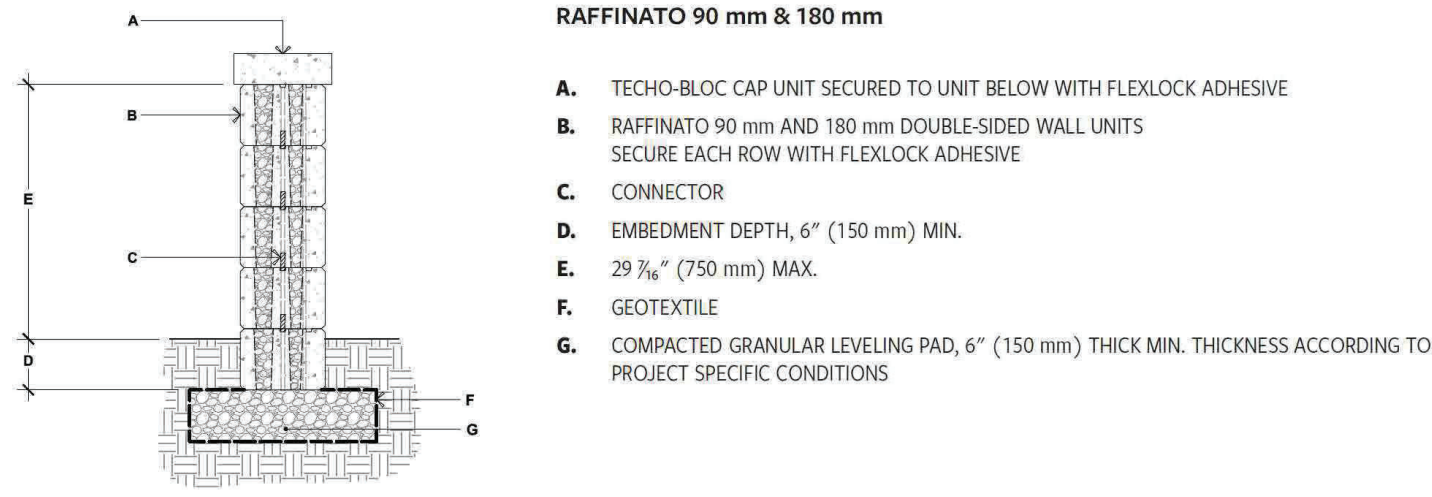 RAFFINATO 90 mm & 180 mm
A. TECHO-BLOC CAP UNIT SECURED TO UNIT BELOW WITH FLEXLOCK ADHESIVE
B. RAFFINATO 90 mm AND 180 mm DOUBLE-SIDED WALL UNITS
SECURE EACH ROW WITH FLEXLOCK ADHESIVE
C. CONNECTOR
D. EMBEDMENT DEPTH, 6″ (150 mm) MIN.
E. 29 7⁄16″ (750 mm) MAX.
F. GEOTEXTILE
G. COMPACTED GRANULAR LEVELING PAD, 6″ (150 mm) THICK MIN. THICKNESS ACCORDING TO
PROJECT SPECIFIC CONDITIONS
A
B
E
C
D
F
G